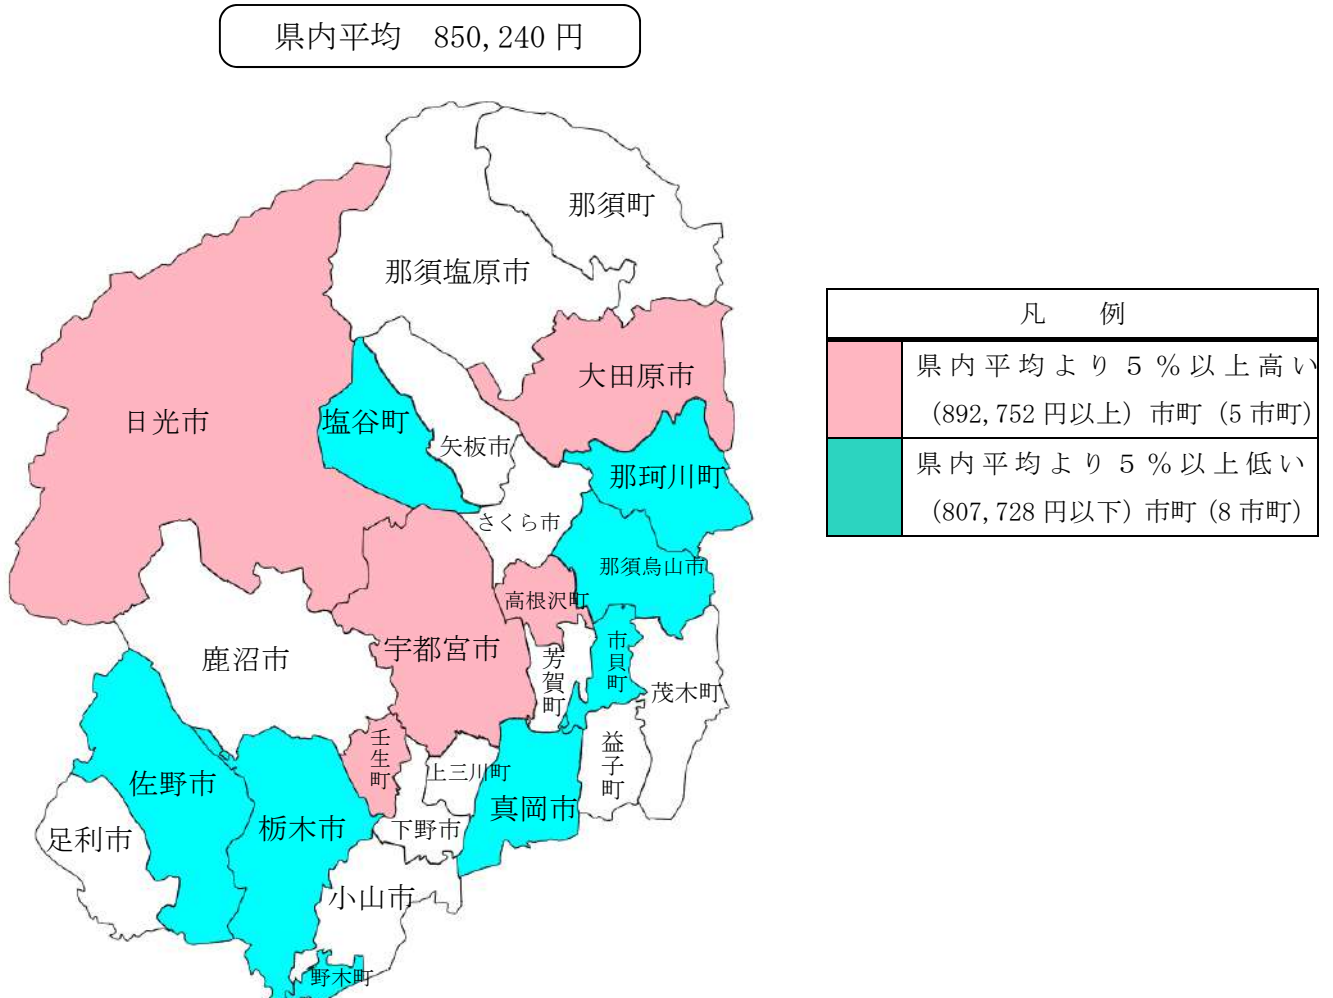 県内平均　850,240 円
那須町
那須塩原市
大田原市
日光市
塩谷町
矢板市
那珂川町
さくら市
那須烏山市
高根沢町
宇都宮市
鹿沼市
芳賀町
市貝町
茂木町
壬生町
益子町
上三川町
佐野市
真岡市
栃木市
下野市
足利市
小山市
野木町
凡　例
県内平均より５％以上高い
(892,752 円以上) 市町 (5 市町)
県内平均より５％以上低い
(807,728 円以下) 市町 (8 市町)